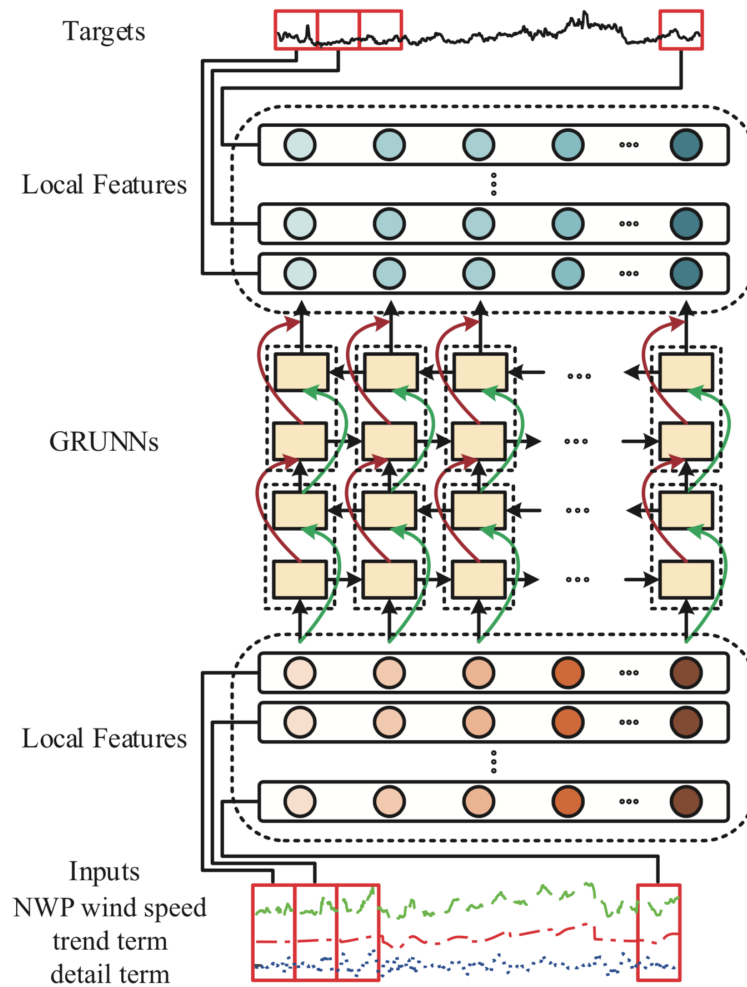 Targets
Local Features
GRUNNs
Local Features
Inputs
NWP wind speed
trend term
detail term